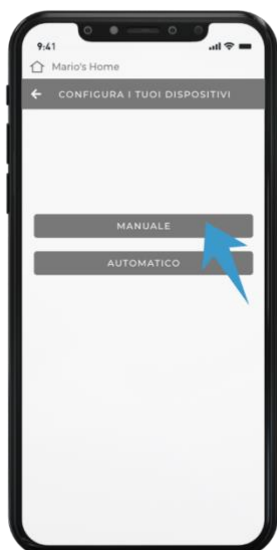 9:41
Mario's Home
CONFIGURA I TUOI DISPOSITIVI
MANUALE
AUTOMATICO